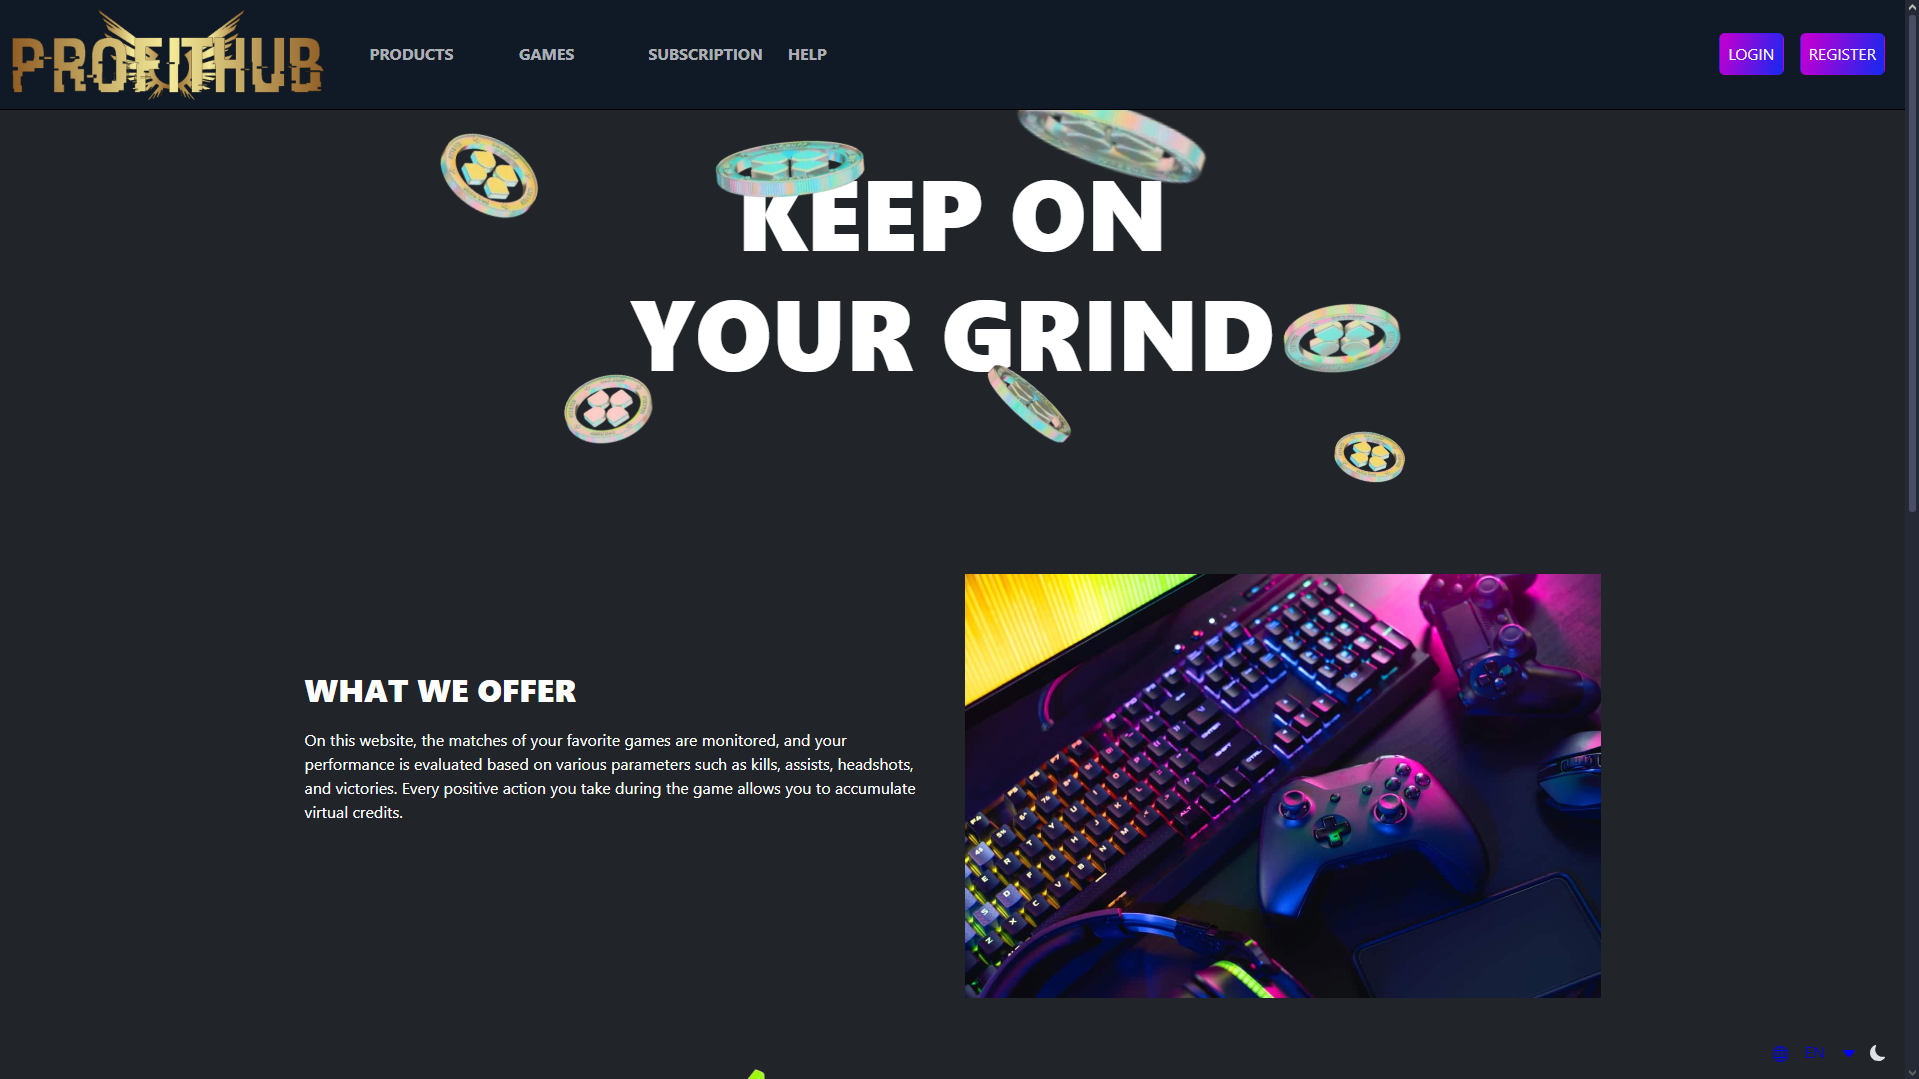 PROFITHUB
PRODUCTS
GAMES
SUBSCRIPTION
HELP
LOGIN
REGISTER
KEEP ON
YOUR GRIND
WHAT WE OFFER
On this website, the matches of your favorite games are monitored, and your
performance is evaluated based on various parameters such as kills, assists, headshots,
and victories. Every positive action you take during the game allows you to accumulate
virtual credits.
EN